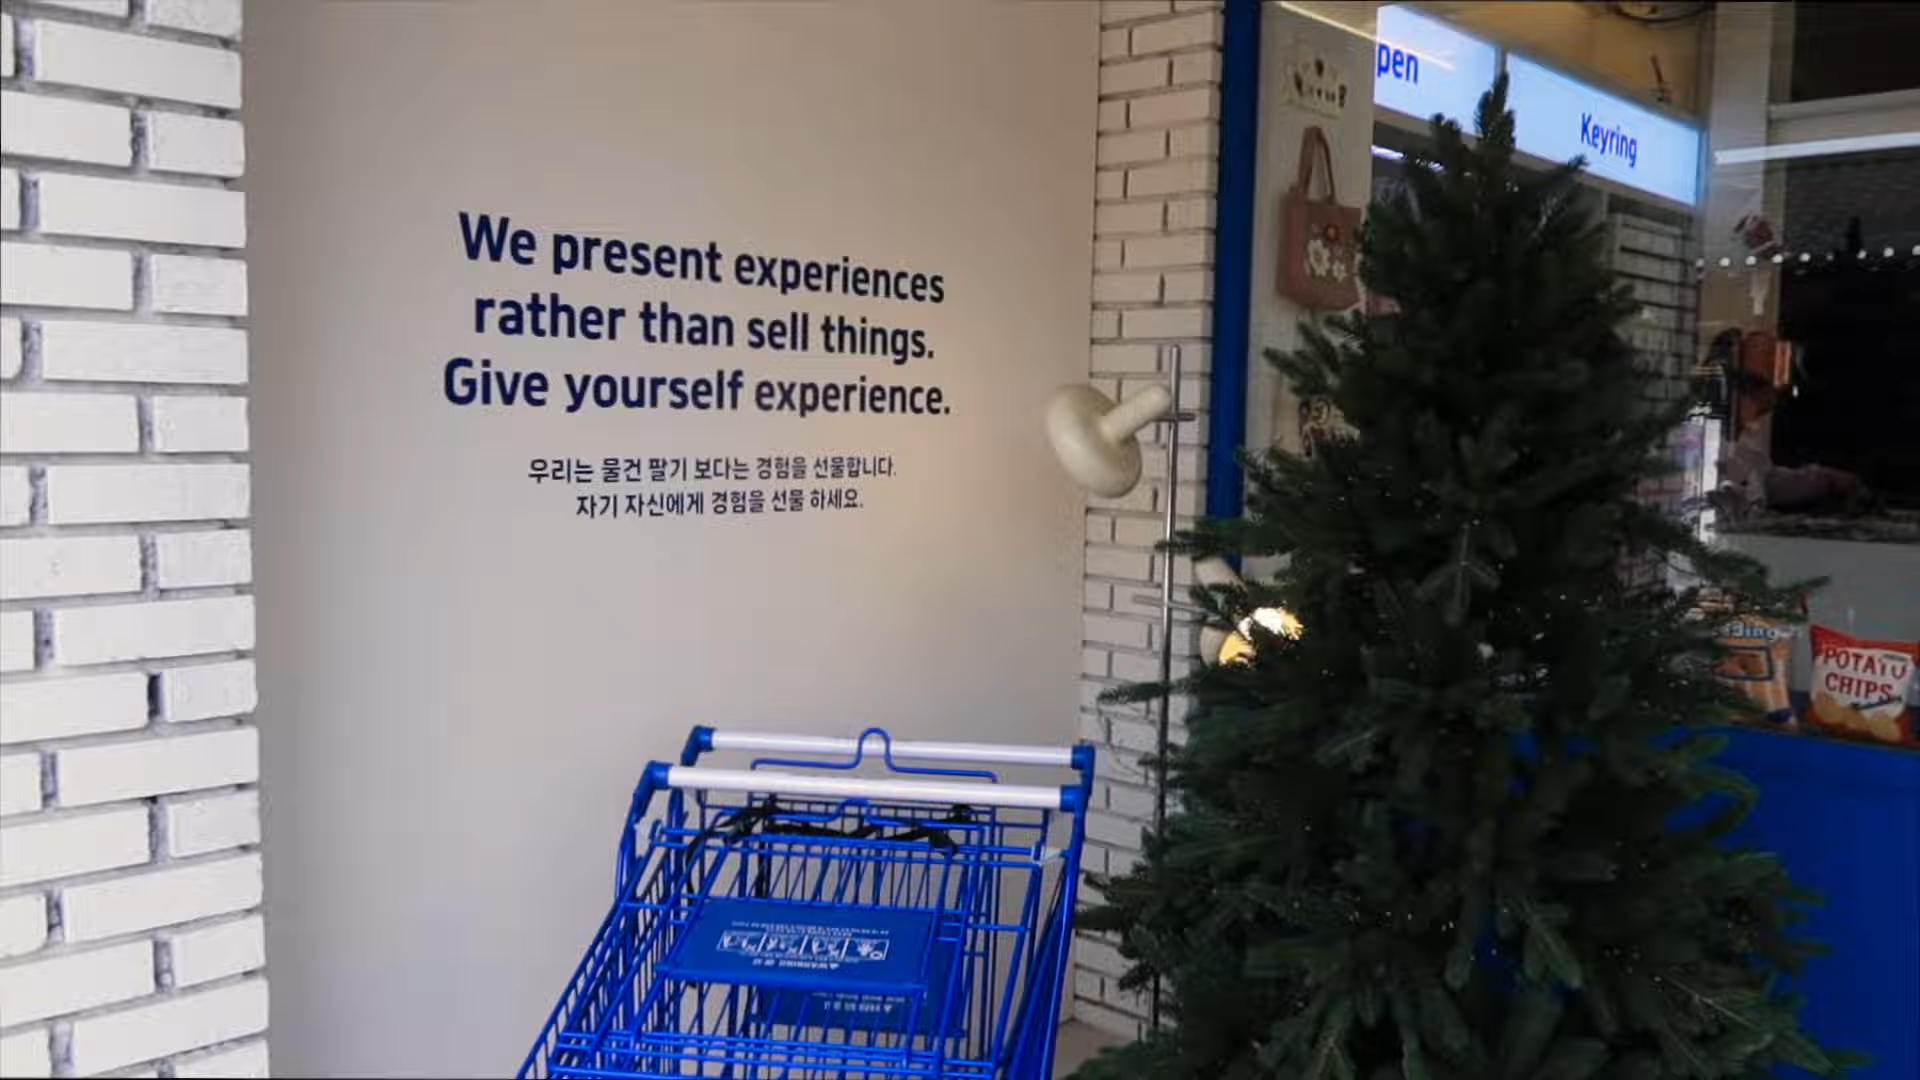 We present experiences
rather than sell things.
Give yourself experience.
우리는 물건 팔기 보다는 경험을 선물합니다.
자기 자신에게 경험을 선물 하세요.
pen
Keyring
POTATO
CHIPS
WARNING